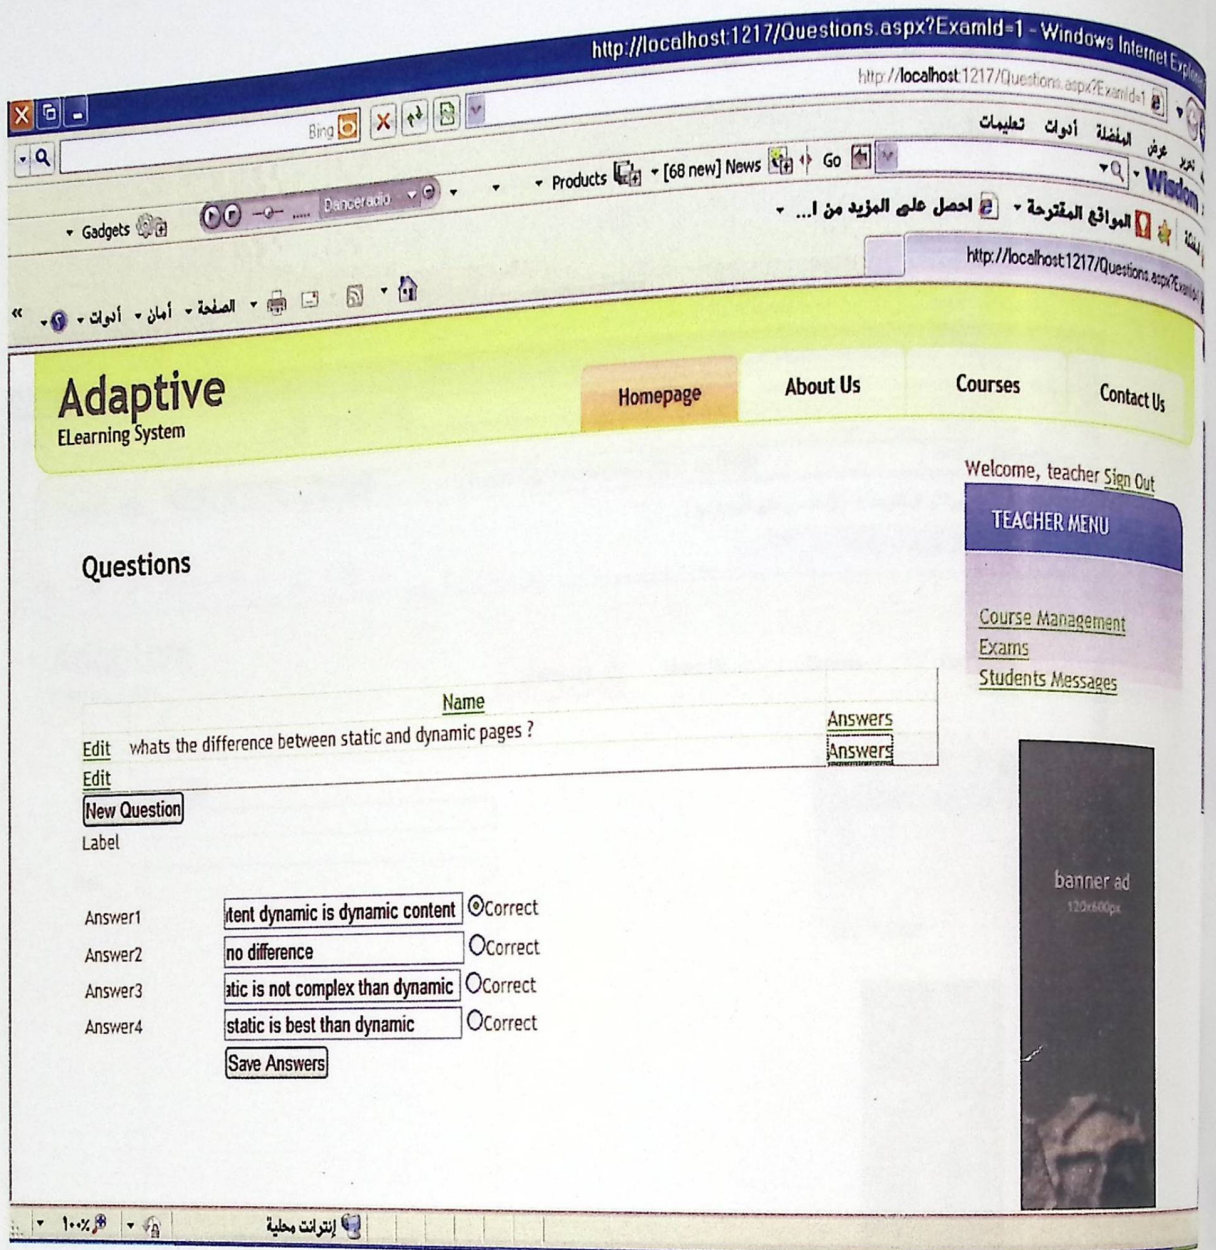 http://localhost:1217/Questions.aspx?ExamId=1 - Windows Internet Explorer
http://localhost:1217/Questions.aspx?ExamId=1
Bing
تحرير عرض المفضلة أدوات تعليمات
Wisdom
Go
[68 new] News
Products
Danceradio
Gadgets
المواقع المقترحة
احصل على المزيد من ا...
http://localhost:1217/Questions.aspx?ExamId
الصفحة أمان أدوات
Adaptive
ELearning System
Homepage
About Us
Courses
Contact Us
Welcome, teacher Sign Out
TEACHER MENU
Course Management
Exams
Students Messages
Questions
Name
Edit whats the difference between static and dynamic pages ? Answers
Edit Answers
New Question
Label
Answer1 tent dynamic is dynamic content Correct
Answer2 no difference Correct
Answer3 atic is not complex than dynamic Correct
Answer4 static is best than dynamic Correct
Save Answers
banner ad
120x600px
إنترانت محلية
١٠٠٪